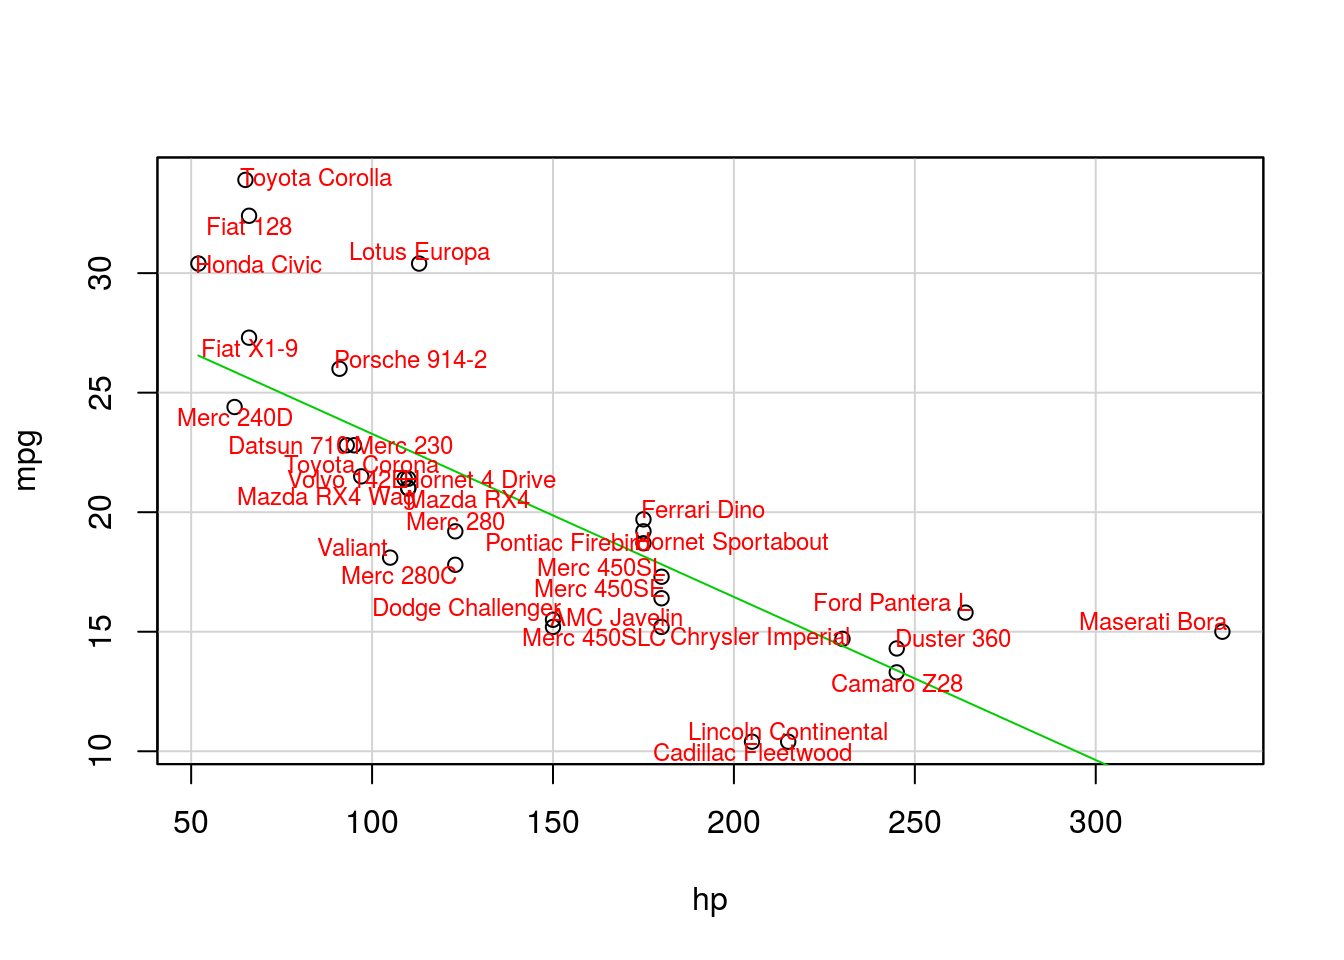 Toyota Corolla
Fiat 128
Lotus Europa
Honda Civic
30
Fiat X1-9
Porsche 914-2
25
Merc 240D
Datsun 710
Merc 230
Toyota Corona
Volvo 142E
Hornet 4 Drive
Mazda RX4 Wag
Mazda RX4
mpg
20
Ferrari Dino
Merc 280
Pontiac Firebird
Hornet Sportabout
Valiant
Merc 280C
Merc 450SL
Merc 450SE
Dodge Challenger
AMC Javelin
Ford Pantera L
Maserati Bora
15
Merc 450SLC
Chrysler Imperial
Duster 360
Camaro Z28
Lincoln Continental
10
Cadillac Fleetwood
50 100 150 200 250 300
hp